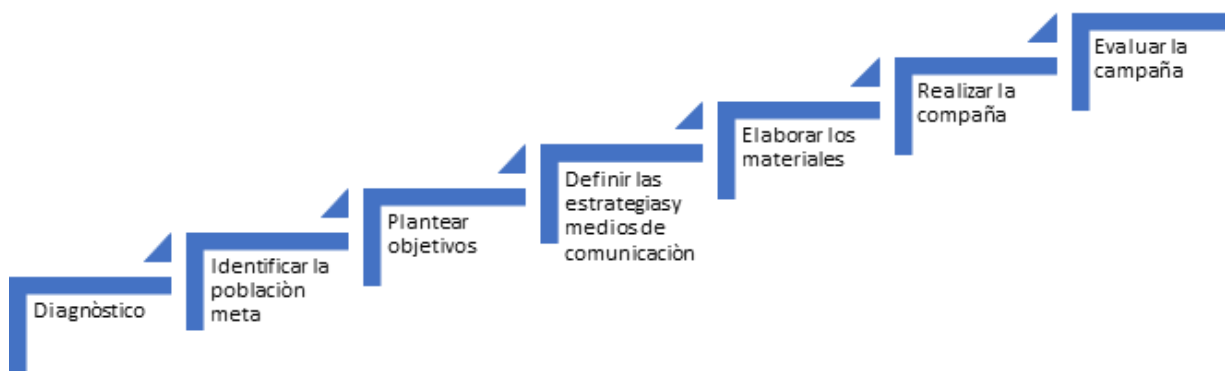 Diagnòstico
Identificar la
poblaciòn
meta
Plantear
objetivos
Definir las
estrategiasy
medios de
comunicaciòn
Elaborar los
materiales
Realizar la
compaña
Evaluar la
campaña